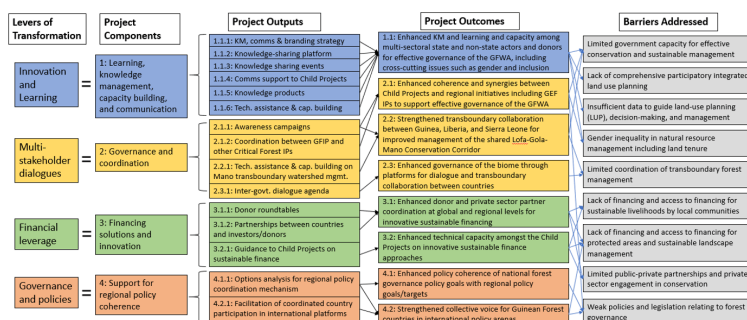 Levers of
Transformation
Project
Components
Project Outputs
Project Outcomes
Barriers Addressed
Innovation
and
Learning
=
1: Learning,
knowledge
management,
capacity building,
and communication
1.1.1: KM, comms & branding strategy
1.1.2: Knowledge-sharing platform
1.1.3: Knowledge sharing events
1.1.4: Comms support to Child Projects
1.1.5: Knowledge products
1.1.6: Tech. assistance & cap. building
1.1: Enhanced KM and learning and capacity among
multi-sectoral state and non-state actors and donors
for effective governance of the GFWA, including
cross-cutting issues such as gender and inclusion
Multi-
stakeholder
dialogues
=
2: Governance and
coordination
2.1.1: Awareness campaigns
2.1.2: Coordination between GFIP and
other Critical Forest IPs
2.2.1: Tech. assistance & cap. building on
Mano transboundary watershed mgmt.
2.3.1: Inter-govt. dialogue agenda
2.1: Enhanced coherence and synergies between
Child Projects and regional initiatives including GEF
IPs to support effective governance of the GFWA
2.2: Strengthened transboundary collaboration
between Guinea, Liberia, and Sierra Leone for
improved management of the shared Lofa-Gola-
Mano Conservation Corridor
2.3: Enhanced governance of the biome through
platforms for dialogue and transboundary
collaboration between countries
Financial
leverage
=
3: Financing
solutions and
innovation
3.1.1: Donor roundtables
3.1.2: Partnerships between countries
and investors/donors
3.2.1: Guidance to Child Projects on
sustainable finance
3.1: Enhanced donor and private sector partner
coordination at global and regional levels for
innovative sustainable financing
3.2: Enhanced technical capacity amongst the Child
Projects on innovative sustainable finance
approaches
Governance
and policies
=
4: Support for
regional policy
coherence
4.1.1: Options analysis for regional policy
coordination mechanism
4.2.1: Facilitation of coordinated country
participation in international platforms
4.1: Enhanced policy coherence of national forest
governance policy goals with regional policy
goals/targets
4.2: Strengthened collective voice for Guinean Forest
countries in international policy arenas
Limited government capacity for effective
conservation and sustainable management
Lack of comprehensive participatory integrated
land use planning
Insufficient data to guide land-use planning
(LUP), decision-making, and management
Gender inequality in natural resource
management including land tenure
Limited coordination of transboundary forest
management
Lack of financing and access to financing for
sustainable livelihoods by local communities
Lack of financing and access to financing for
protected areas and sustainable landscape
management
Limited public-private partnerships and private
sector engagement in conservation
Weak policies and legislation relating to forest
governance